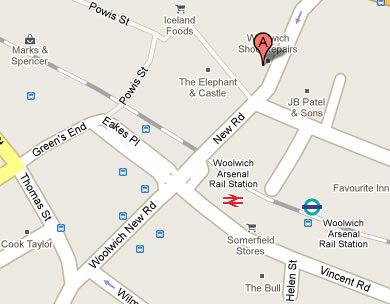 Powis St
Iceland
Foods
Marks &
Spencer
A
Woolwich
Shoe Repairs
Powis St
The Elephant
& Castle
JB Patel
& Sons
New Rd
Green's End
Eakes Pl
Woolwich
Arsenal
Rail Station
Favourite Inn
Thomas St
Woolwich New Rd
Woolwich
Arsenal
Rail Station
Cook Taylor
Somerfield
Stores
Vincent Rd
The Bull
Helen St